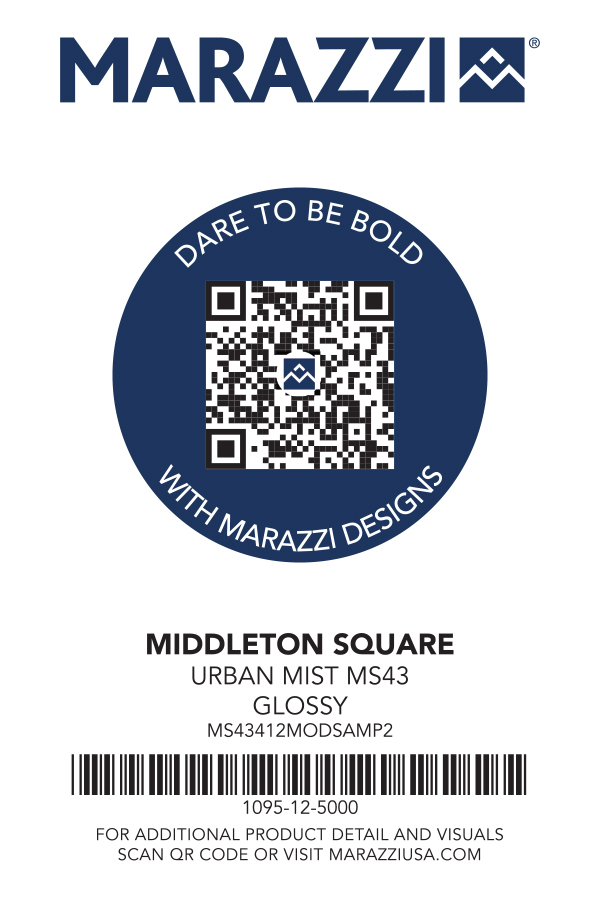 MARAZZI®
DARE TO BE BOLD
WITH MARAZZI DESIGNS
MIDDLETON SQUARE
URBAN MIST MS43
GLOSSY
MS43412MODSAMP2
1095-12-5000
FOR ADDITIONAL PRODUCT DETAIL AND VISUALS
SCAN QR CODE OR VISIT MARAZZIUSA.COM